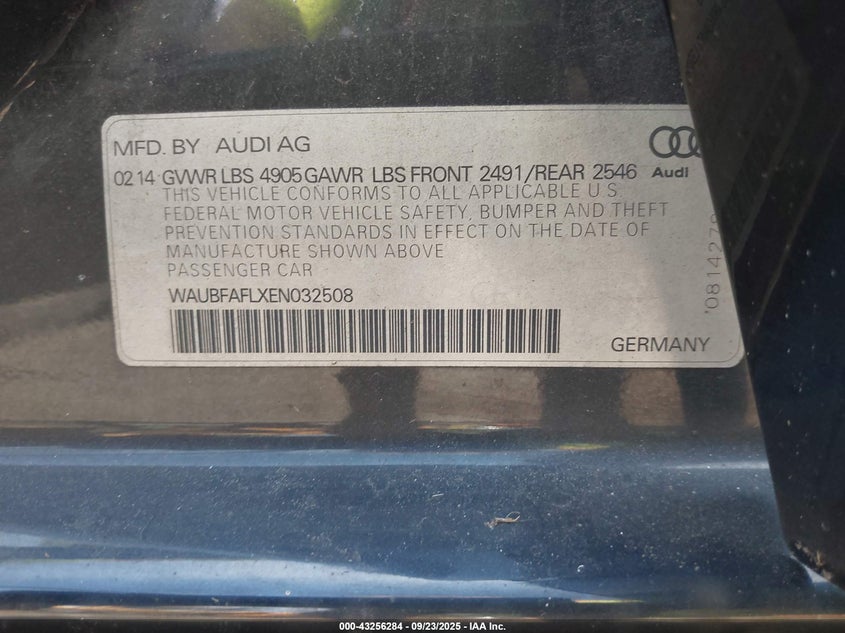 MFD. BY AUDI AG
02 14 GVWR LBS 4905 GAWR LBS FRONT 2491/REAR 2546
Audi
THIS VEHICLE CONFORMS TO ALL APPLICABLE U.S.
FEDERAL MOTOR VEHICLE SAFETY, BUMPER AND THEFT
PREVENTION STANDARDS IN EFFECT ON THE DATE OF
MANUFACTURE SHOWN ABOVE
PASSENGER CAR
WAUBFAFLXEN032508
GERMANY
000-43256284 - 09/23/2025 - IAA Inc.